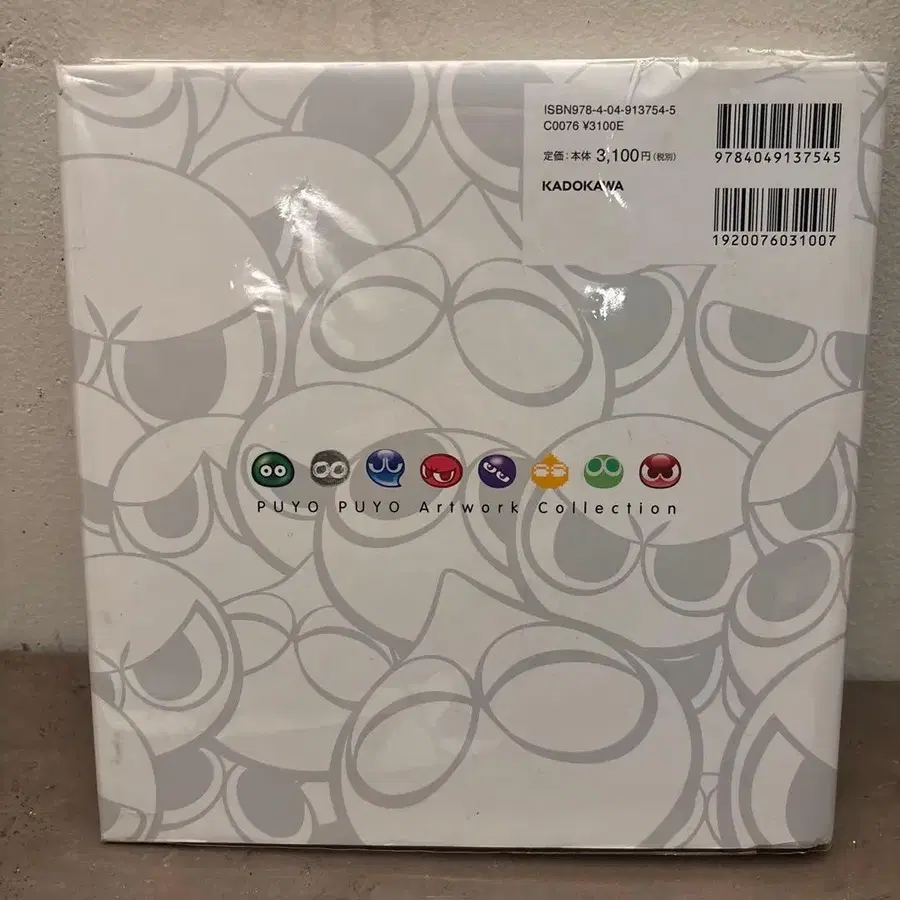 ISBN978-4-04-913754-5
C0076 ¥3100E
定価：本体 3,100円（税別）
KADOKAWA
9784049137545
1920076031007
PUYO PUYO Artwork Collection